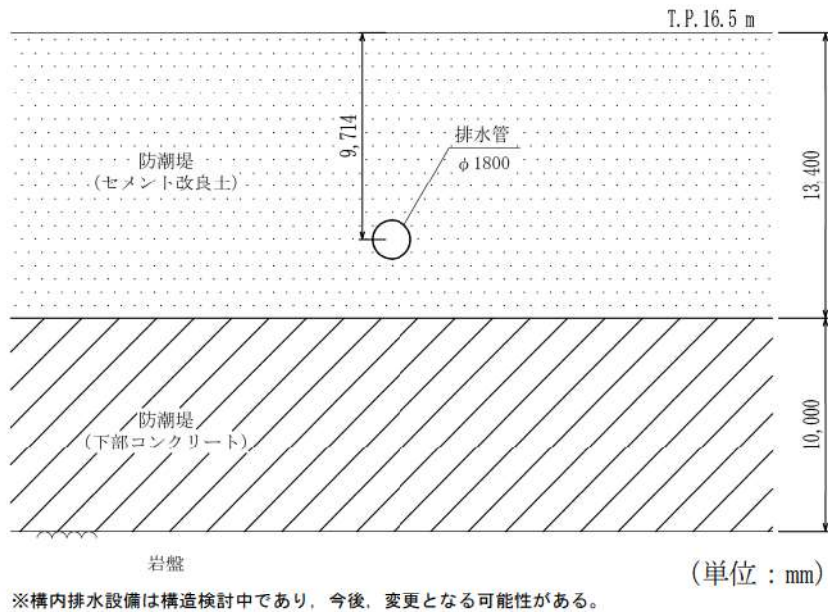 T.P.16.5 m
9,714
排水管
φ1800
防潮堤
(セメント改良土)
13,400
防潮堤
(下部コンクリート)
10,000
岩盤
(単位：mm)
※構内排水設備は構造検討中であり，今後，変更となる可能性がある。